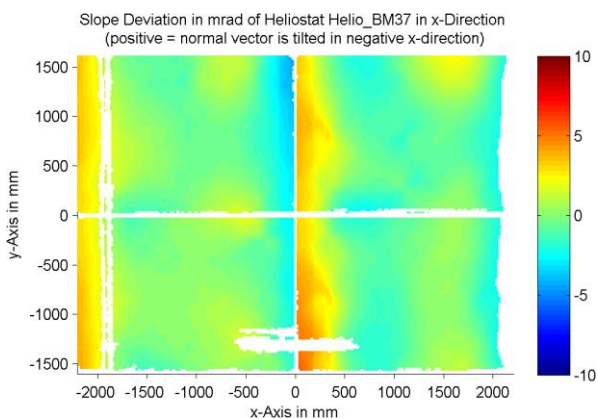 Slope Deviation in mrad of Heliostat Helio_BM37 in x-Direction
(positive = normal vector is tilted in negative x-direction)
y-Axis in mm
1500
1000
500
0
-500
-1000
-1500
-2000 -1500 -1000 -500 0 500 1000 1500 2000
x-Axis in mm
10
5
0
-5
-10